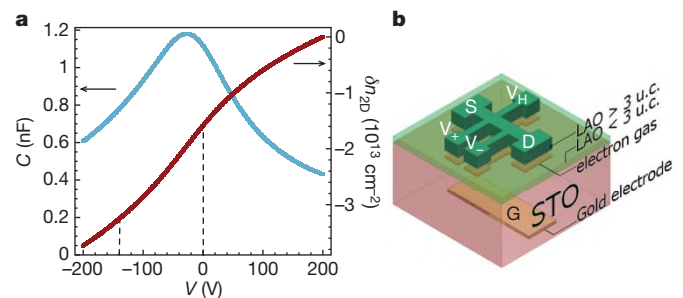 a
1.2
1
0.8
0.6
0.4
0.2
0
C (nF)
−200
−100
0
100
200
V (V)
0
−1
−2
−3
δn2D (10¹³ cm⁻²)
b
S
VH
V+
V−
D
LAO > 3 u.c.
LAO < 3 u.c.
electron gas
Gold electrode
G
STO